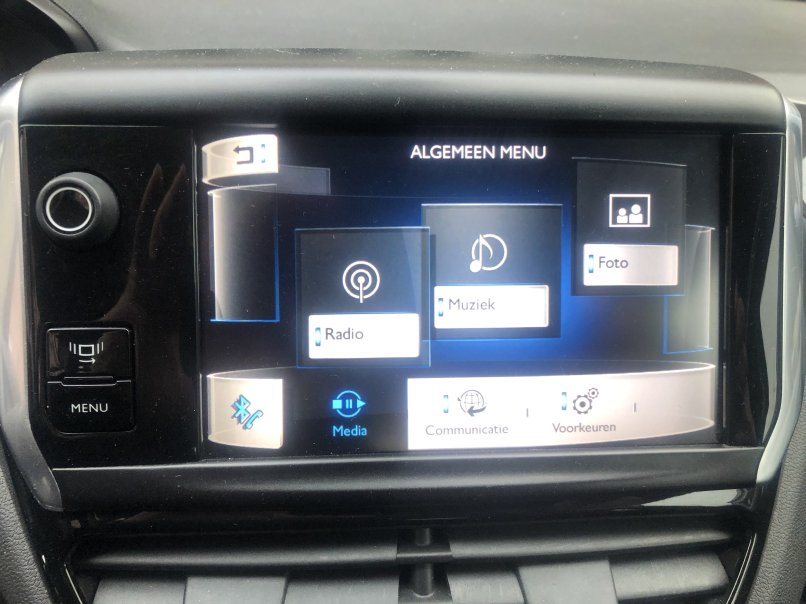 ALGEMEEN MENU
Foto
Muziek
Radio
MENU
Media
Communicatie
Voorkeuren